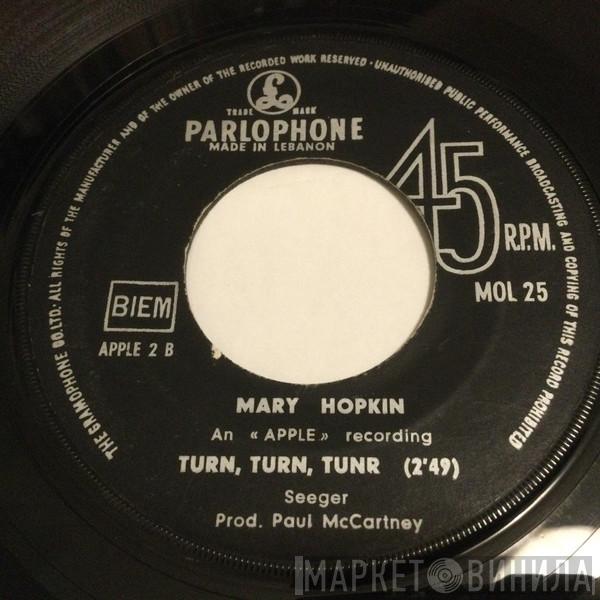 THE GRAMOPHONE CO.LTD. ALL RIGHTS OF THE MANUFACTURER AND OF THE OWNER OF THE RECORDED WORK RESERVED · UNAUTHORISED PUBLIC PERFORMANCE BROADCASTING AND COPYING OF THIS RECORD PROHIBITED
£
TRADE MARK
PARLOPHONE
MADE IN LEBANON
45
R.P.M.
MOL 25
BIEM
APPLE 2 B
MARY HOPKIN
An « APPLE » recording
TURN, TURN, TUNR (2'49)
Seeger
Prod. Paul McCartney
МАРКЕТ ВИНИЛА